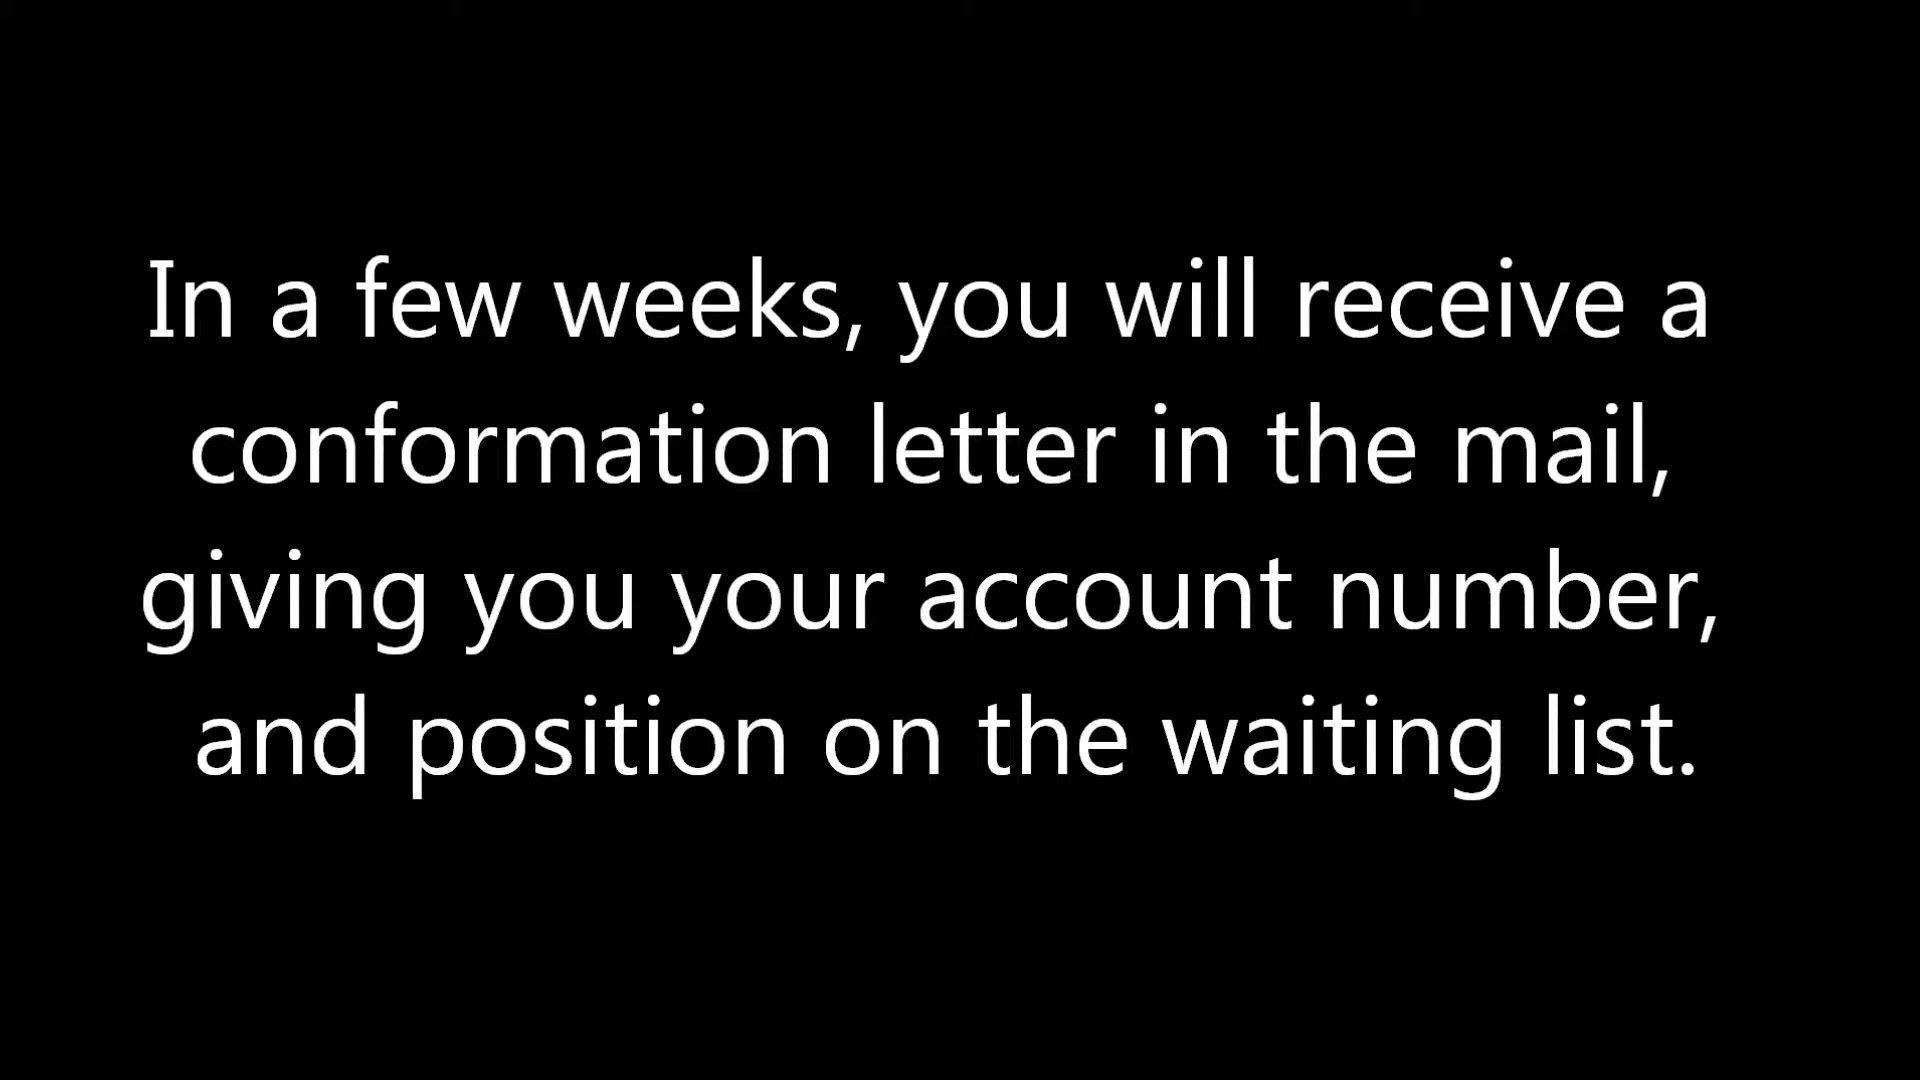 In a few weeks, you will receive a
conformation letter in the mail,
giving you your account number,
and position on the waiting list.